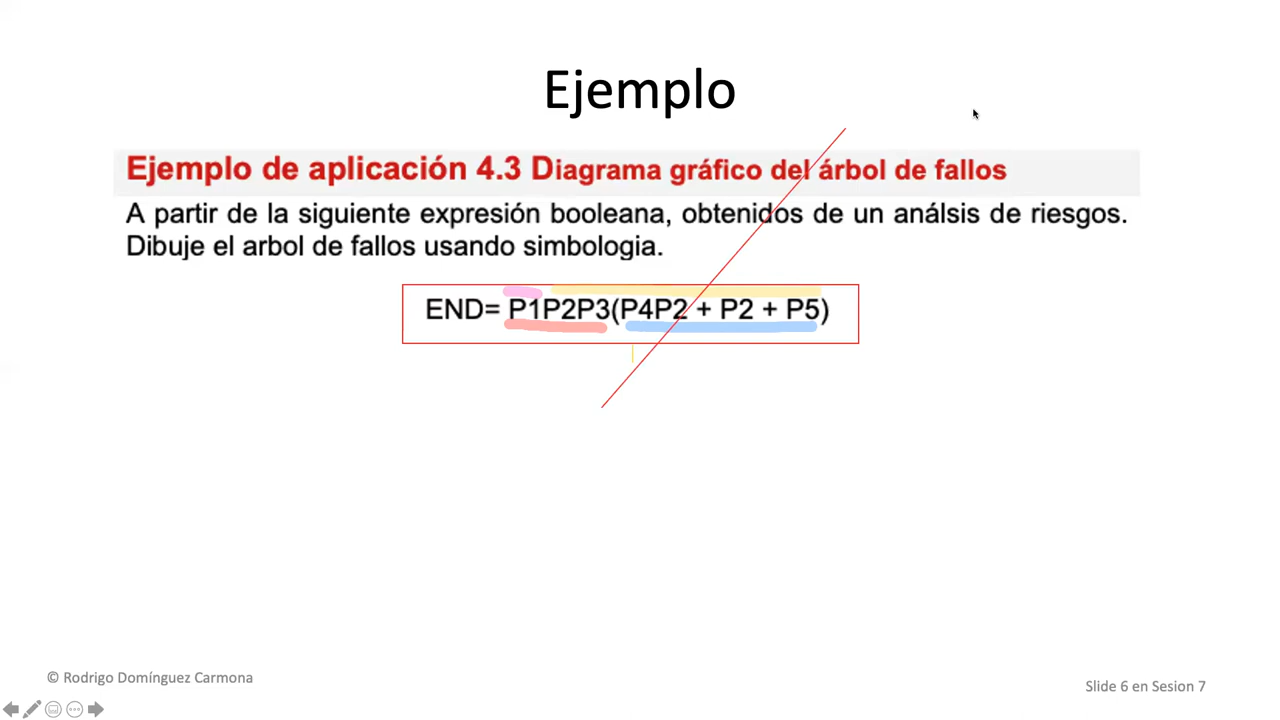 Ejemplo
Ejemplo de aplicación 4.3 Diagrama gráfico del árbol de fallos
A partir de la siguiente expresión booleana, obtenidos de un análsis de riesgos.
Dibuje el arbol de fallos usando simbologia.
END= P1P2P3(P4P2 + P2 + P5)
© Rodrigo Domínguez Carmona
Slide 6 en Sesion 7